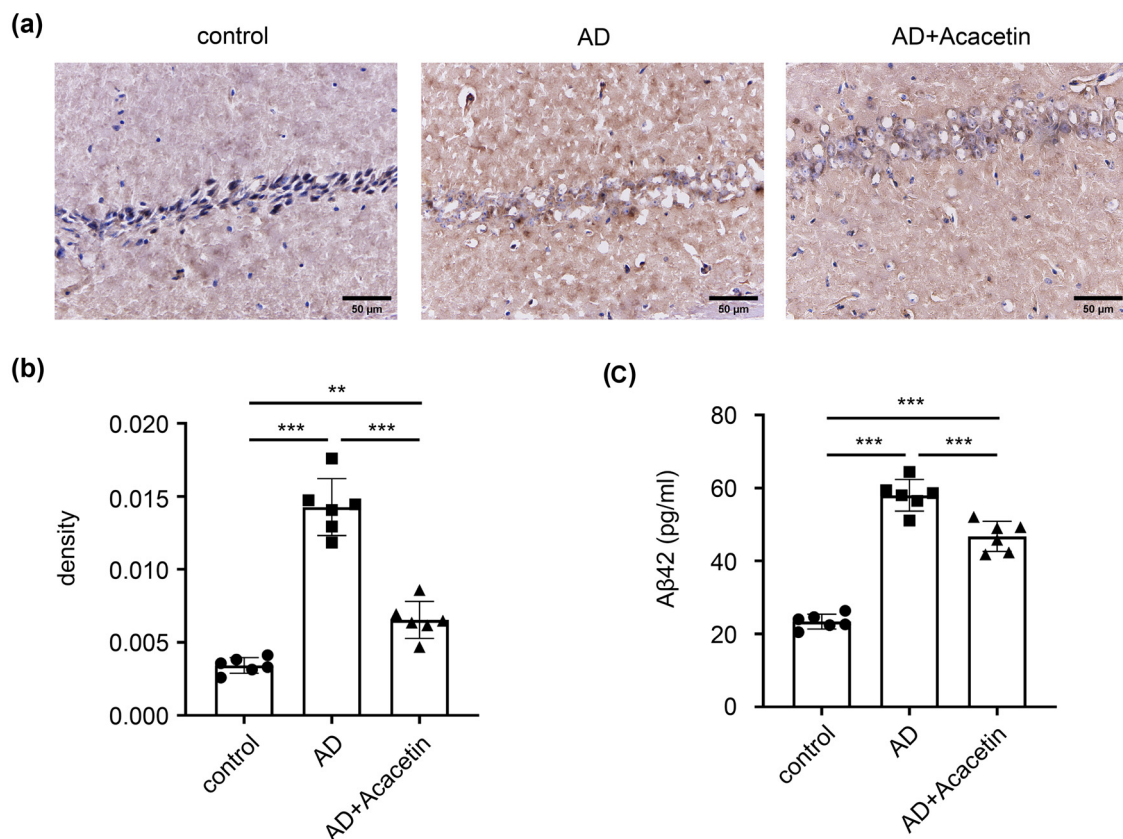 (a)
control
AD
AD+Acacetin
50 μm
50 μm
50 μm
(b)
density
0.020
0.015
0.010
0.005
0.000
**
***
***
control
AD
AD+Acacetin
(C)
Aβ42 (pg/ml)
80
60
40
20
0
***
***
***
control
AD
AD+Acacetin